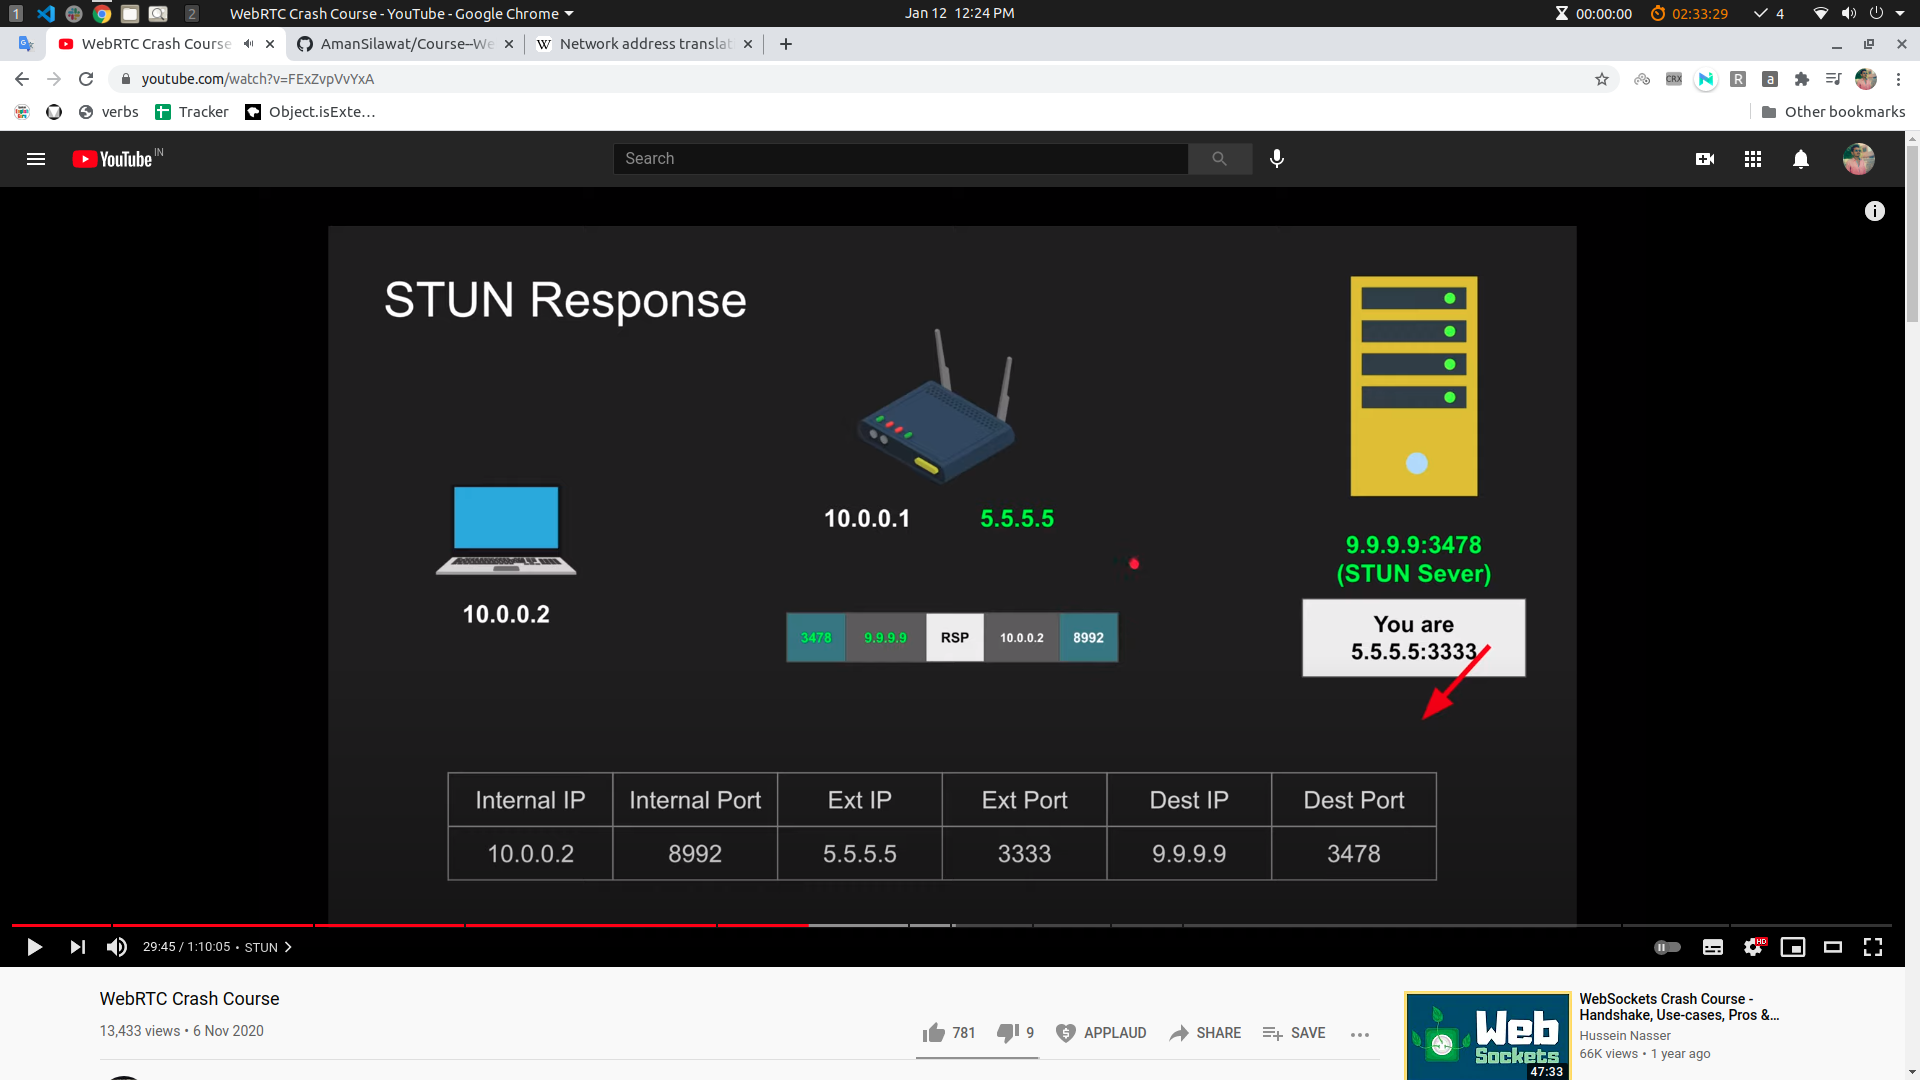 1 2 WebRTC Crash Course - YouTube - Google Chrome Jan 12 12:24 PM 00:00:00 02:33:29 4
WebRTC Crash Course AmanSilawat/Course--We Network address translat
youtube.com/watch?v=FExZvpVvYxA CRX R a
verbs Tracker Object.isExte… Other bookmarks
YouTube IN Search
STUN Response
10.0.0.1 5.5.5.5
9.9.9.9:3478
(STUN Sever)
10.0.0.2
3478 9.9.9.9 RSP 10.0.0.2 8992
You are
5.5.5.5:3333
Internal IP Internal Port Ext IP Ext Port Dest IP Dest Port
10.0.0.2 8992 5.5.5.5 3333 9.9.9.9 3478
29:45 / 1:10:05 • STUN HD
WebRTC Crash Course
13,433 views • 6 Nov 2020
781 9 APPLAUD SHARE SAVE
Web
Sockets
47:33
WebSockets Crash Course -
Handshake, Use-cases, Pros &…
Hussein Nasser
66K views • 1 year ago